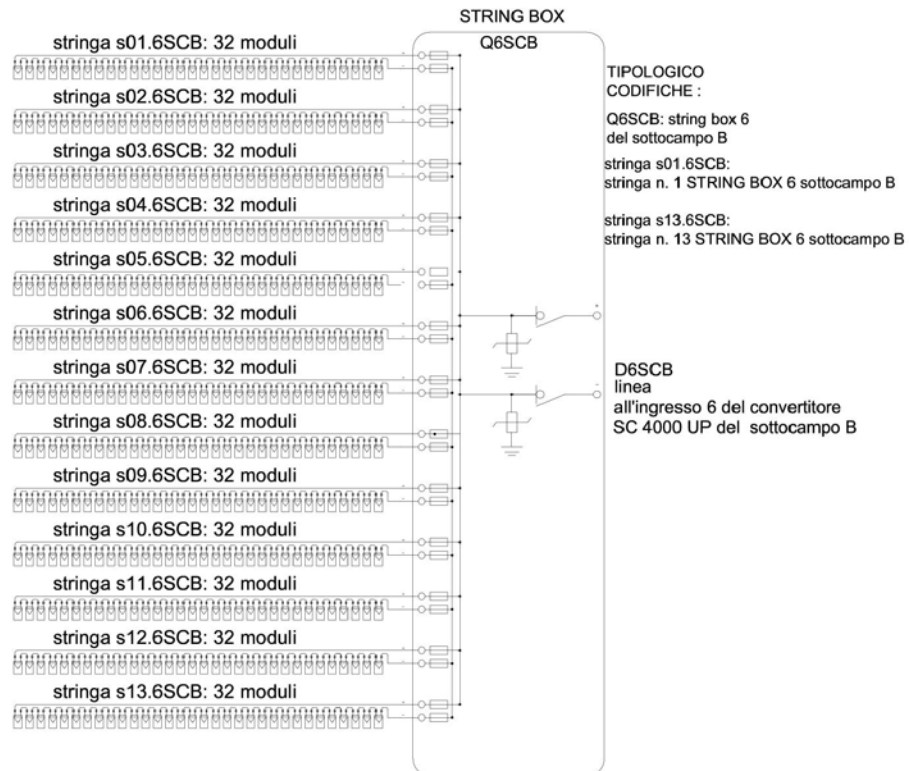 STRING BOX
Q6SCB
stringa s01.6SCB: 32 moduli
stringa s02.6SCB: 32 moduli
stringa s03.6SCB: 32 moduli
stringa s04.6SCB: 32 moduli
stringa s05.6SCB: 32 moduli
stringa s06.6SCB: 32 moduli
stringa s07.6SCB: 32 moduli
stringa s08.6SCB: 32 moduli
stringa s09.6SCB: 32 moduli
stringa s10.6SCB: 32 moduli
stringa s11.6SCB: 32 moduli
stringa s12.6SCB: 32 moduli
stringa s13.6SCB: 32 moduli
TIPOLOGICO
CODIFICHE :
Q6SCB: string box 6
del sottocampo B
stringa s01.6SCB:
stringa n. 1 STRING BOX 6 sottocampo B
stringa s13.6SCB:
stringa n. 13 STRING BOX 6 sottocampo B
D6SCB
linea
all'ingresso 6 del convertitore
SC 4000 UP del sottocampo B